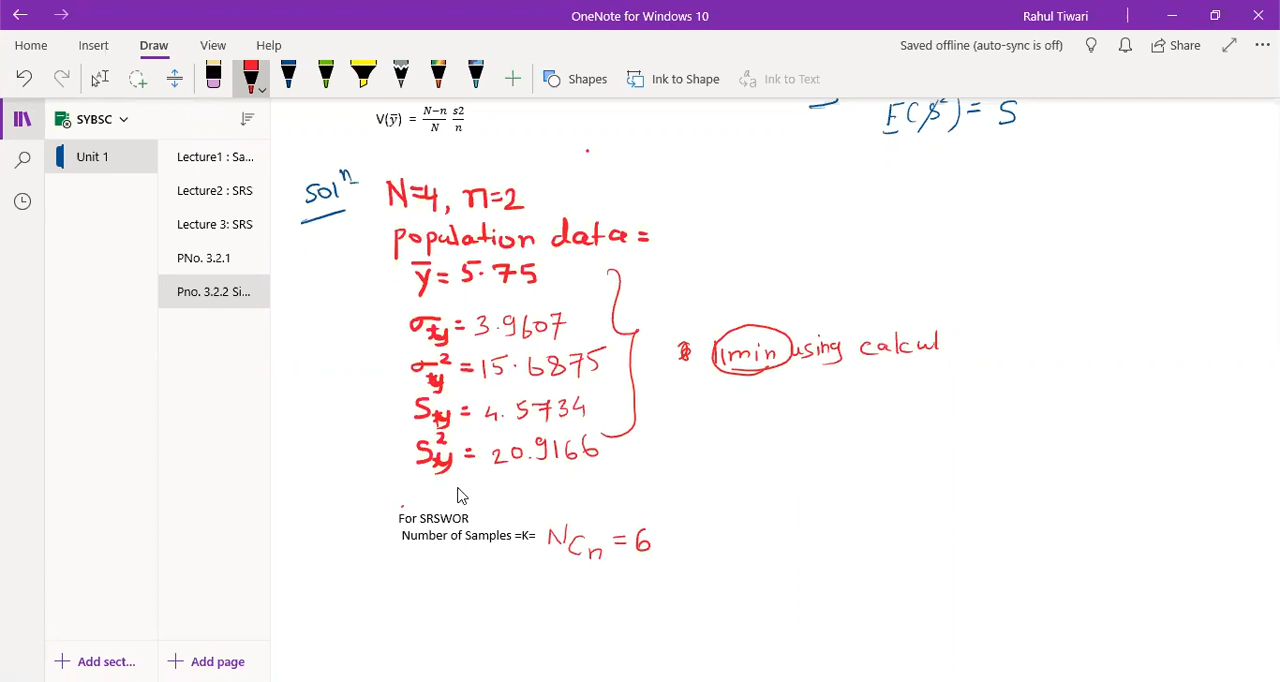 OneNote for Windows 10
Rahul Tiwari
Home Insert Draw View Help
Saved offline (auto-sync is off)
Share
Shapes
Ink to Shape
Ink to Text
SYBSC
Unit 1
Lecture1 : Sa...
Lecture2 : SRS
Lecture 3: SRS
PNo. 3.2.1
Pno. 3.2.2 Si...
Add sect...
Add page
V(ȳ) = N−n/N s2/n
E(s²) = S
Solⁿ
N=4, n=2
population data =
ȳ = 5.75
σy = 3.9607
σ²y = 15.6875
Sy = 4.5734
S²y = 20.9166
1min using calcul
For SRSWOR
Number of Samples =K= NCn = 6